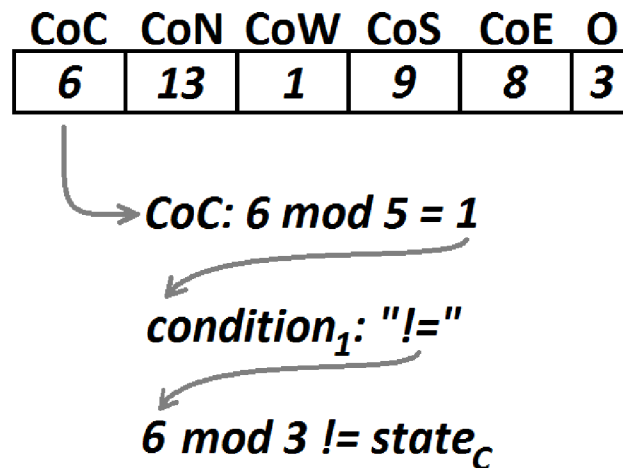 CoC CoN CoW CoS CoE O
6 13 1 9 8 3
CoC: 6 mod 5 = 1
condition₁: "!="
6 mod 3 != state_C